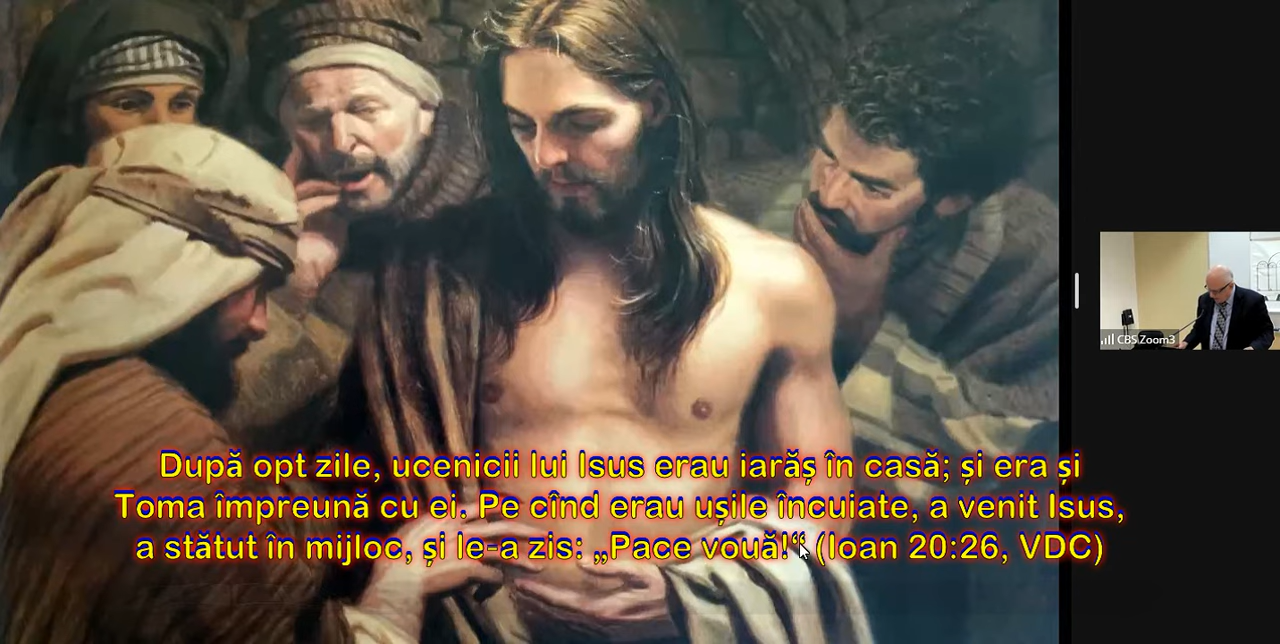 După opt zile, ucenicii lui Isus erau iarăș în casă; și era și
Toma împreună cu ei. Pe cînd erau ușile încuiate, a venit Isus,
a stătut în mijloc, și le-a zis: „Pace vouă!“ (Ioan 20:26, VDC)
CBS Zoom3